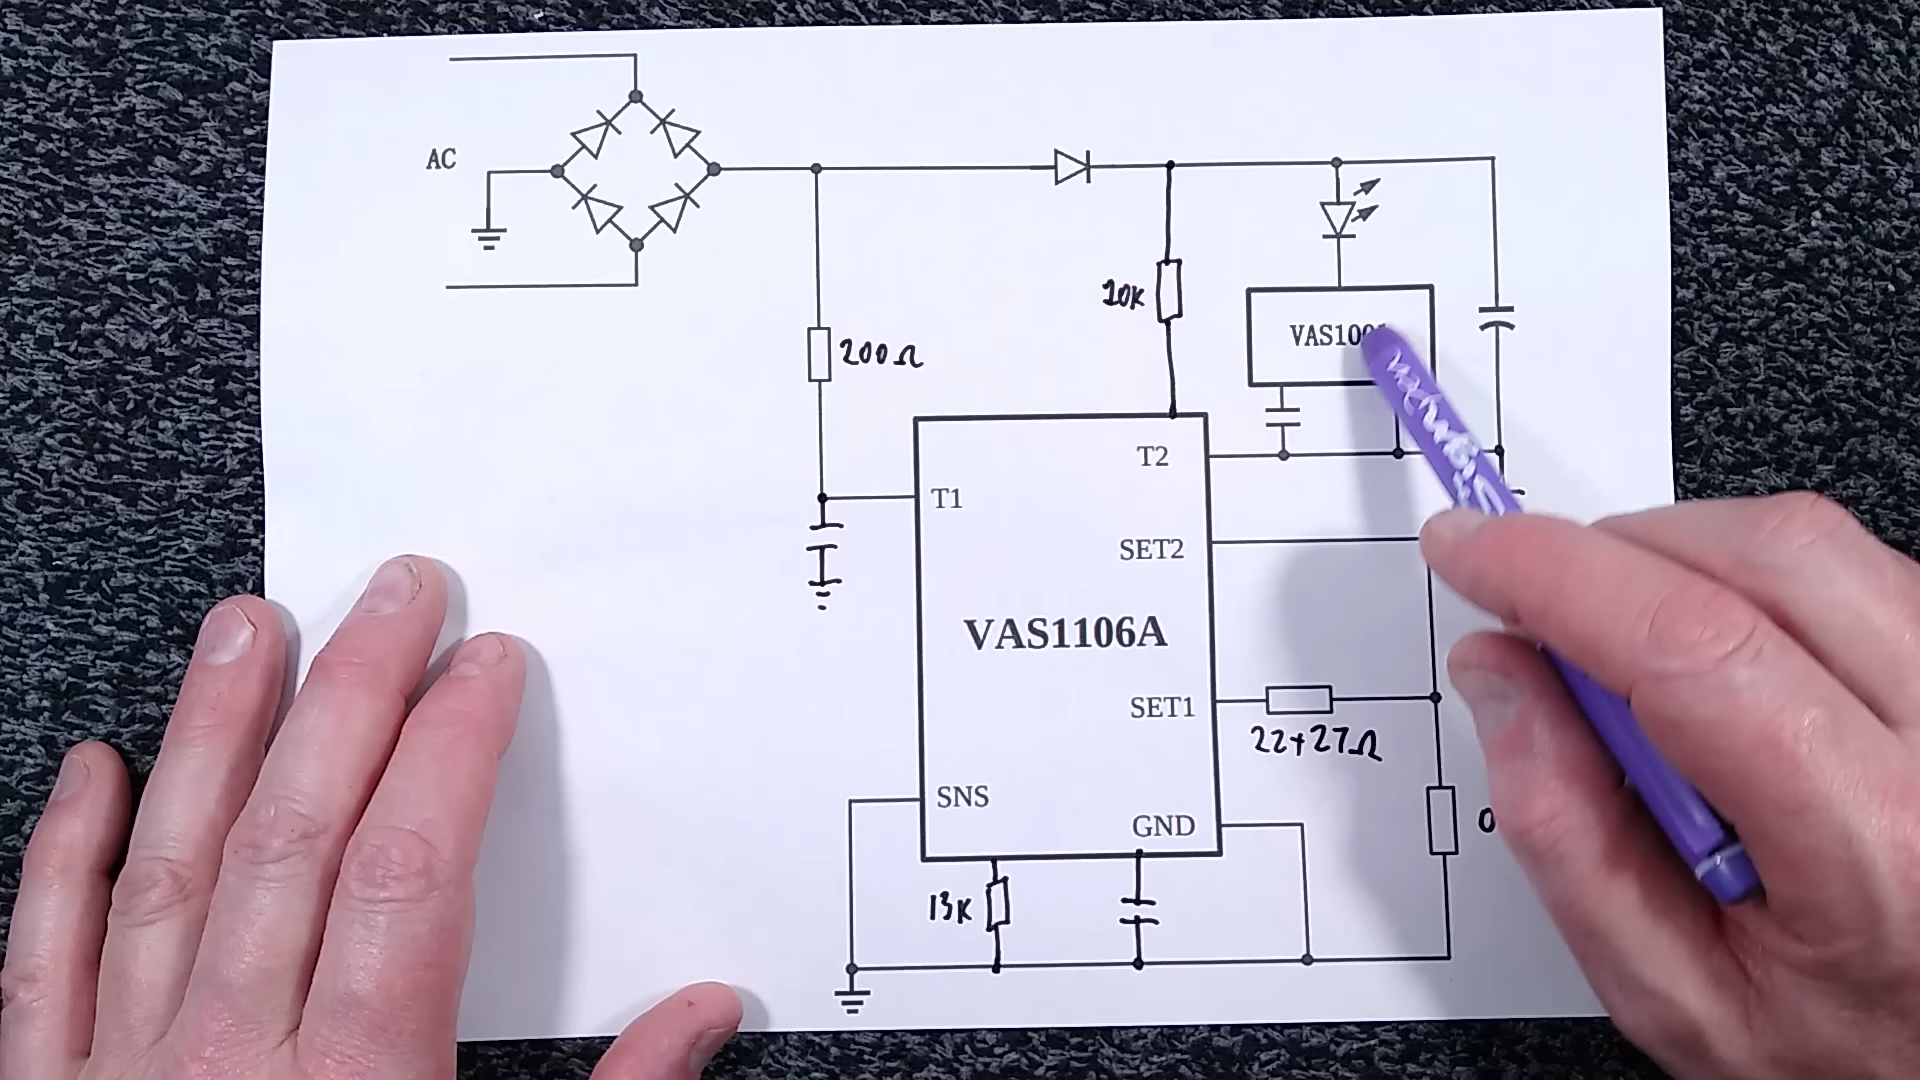 AC
10K
200Ω
T2
T1
SET2
VAS1106A
SET1
22+27Ω
SNS
GND
13K